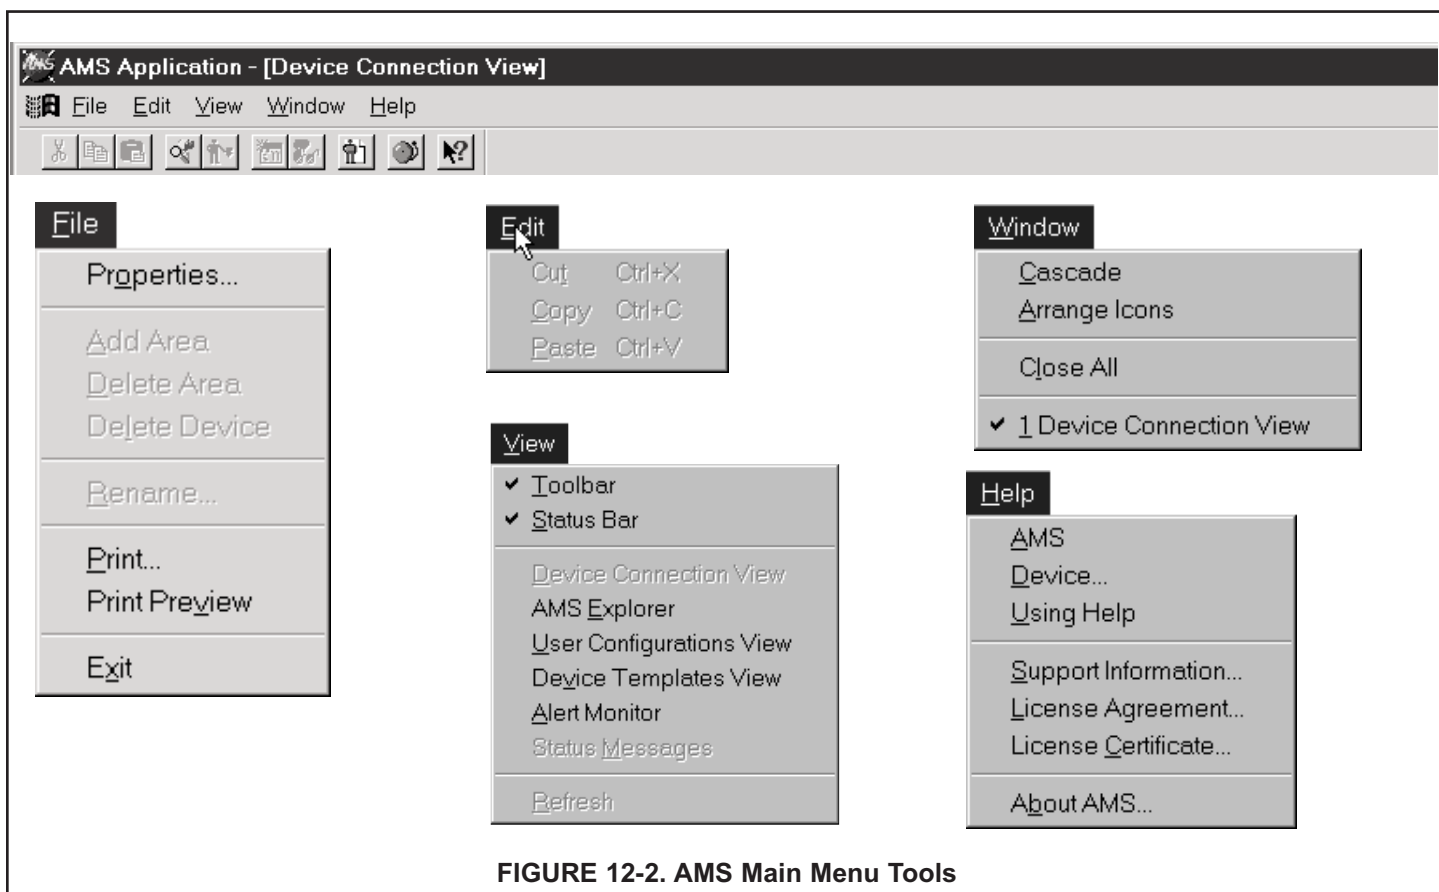 AMS Application - [Device Connection View]
File Edit View Window Help
File
Properties...
Add Area
Delete Area
Delete Device
Rename...
Print...
Print Preview
Exit
Edit
Cut Ctrl+X
Copy Ctrl+C
Paste Ctrl+V
View
Toolbar
Status Bar
Device Connection View
AMS Explorer
User Configurations View
Device Templates View
Alert Monitor
Status Messages
Refresh
Window
Cascade
Arrange Icons
Close All
1 Device Connection View
Help
AMS
Device...
Using Help
Support Information...
License Agreement...
License Certificate...
About AMS...
FIGURE 12-2. AMS Main Menu Tools